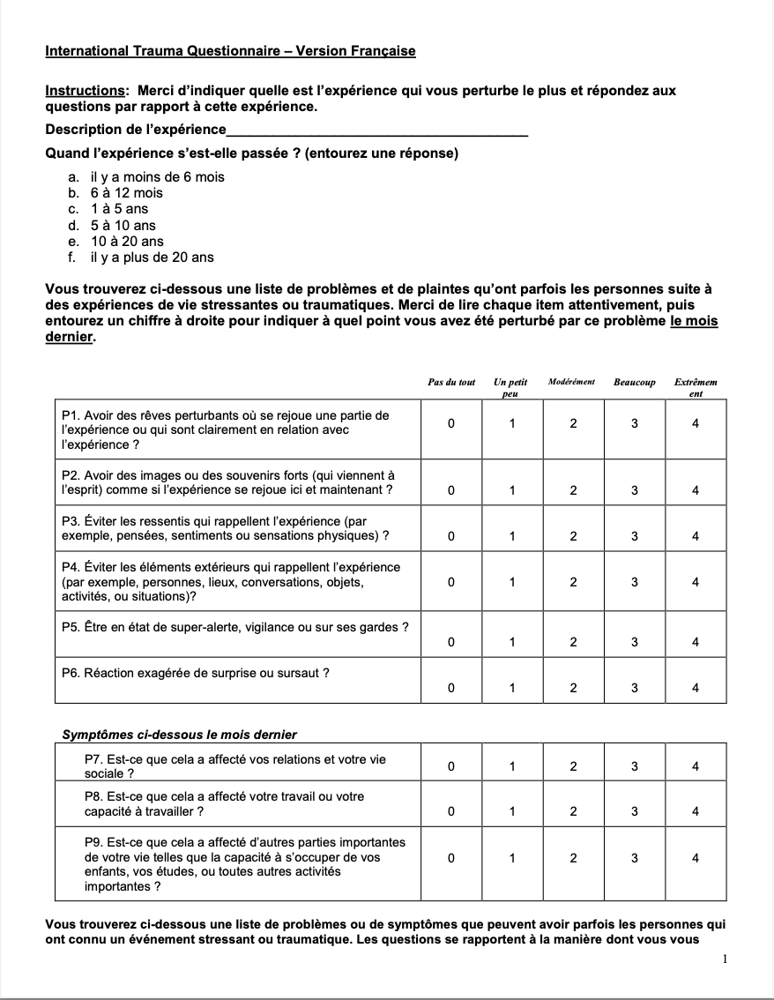 International Trauma Questionnaire – Version Française
Instructions:  Merci d’indiquer quelle est l’expérience qui vous perturbe le plus et répondez aux
questions par rapport à cette expérience.
Description de l’expérience_______________________________________
Quand l’expérience s’est-elle passée ? (entourez une réponse)
a. il y a moins de 6 mois
b. 6 à 12 mois
c. 1 à 5 ans
d. 5 à 10 ans
e. 10 à 20 ans
f. il y a plus de 20 ans
Vous trouverez ci-dessous une liste de problèmes et de plaintes qu’ont parfois les personnes suite à
des expériences de vie stressantes ou traumatiques. Merci de lire chaque item attentivement, puis
entourez un chiffre à droite pour indiquer à quel point vous avez été perturbé par ce problème le mois
dernier.
Pas du tout Un petit Modérément Beaucoup Extrêmem
peu ent
P1. Avoir des rêves perturbants où se rejoue une partie de
l’expérience ou qui sont clairement en relation avec 0 1 2 3 4
l’expérience ?
P2. Avoir des images ou des souvenirs forts (qui viennent à
l’esprit) comme si l’expérience se rejoue ici et maintenant ? 0 1 2 3 4
P3. Éviter les ressentis qui rappellent l’expérience (par
exemple, pensées, sentiments ou sensations physiques) ? 0 1 2 3 4
P4. Éviter les éléments extérieurs qui rappellent l’expérience
(par exemple, personnes, lieux, conversations, objets, 0 1 2 3 4
activités, ou situations)?
P5. Être en état de super-alerte, vigilance ou sur ses gardes ?
0 1 2 3 4
P6. Réaction exagérée de surprise ou sursaut ?
0 1 2 3 4
Symptômes ci-dessous le mois dernier
P7. Est-ce que cela a affecté vos relations et votre vie
sociale ? 0 1 2 3 4
P8. Est-ce que cela a affecté votre travail ou votre
capacité à travailler ? 0 1 2 3 4
P9. Est-ce que cela a affecté d’autres parties importantes
de votre vie telles que la capacité à s’occuper de vos 0 1 2 3 4
enfants, vos études, ou toutes autres activités
importantes ?
Vous trouverez ci-dessous une liste de problèmes ou de symptômes que peuvent avoir parfois les personnes qui
ont connu un événement stressant ou traumatique. Les questions se rapportent à la manière dont vous vous
1